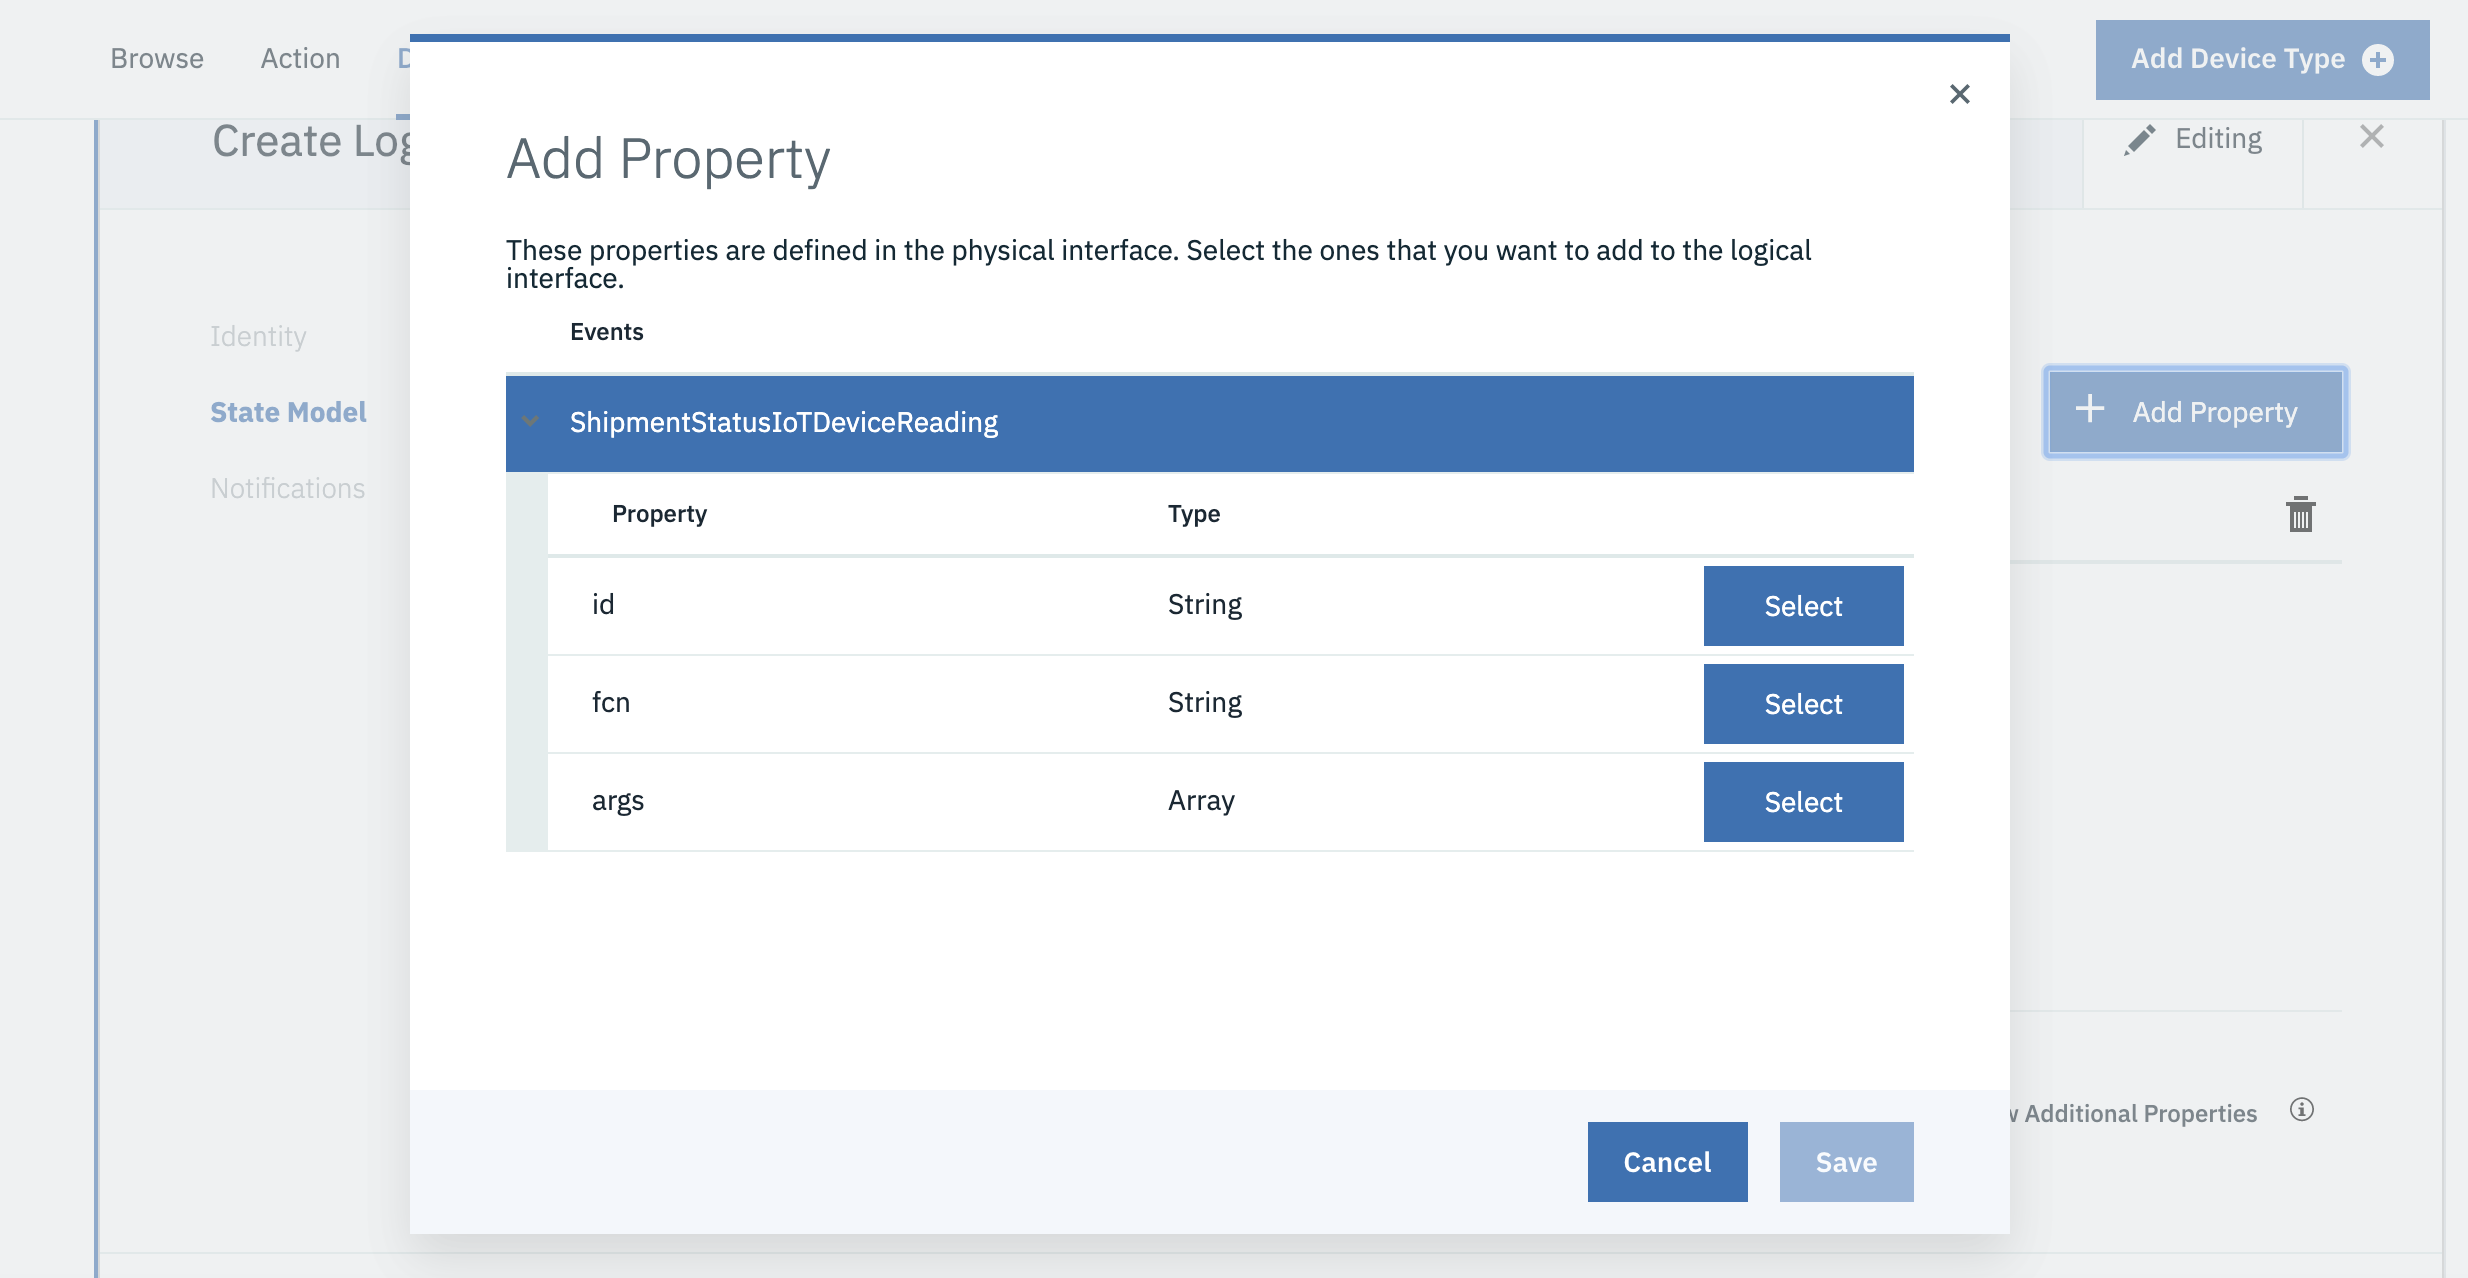 Browse Action
Add Device Type
Create Log
Editing
Add Property
These properties are defined in the physical interface. Select the ones that you want to add to the logical
interface.
Events
Identity
State Model
Notifications
Add Property
ShipmentStatusIoTDeviceReading
Property Type
id String Select
fcn String Select
args Array Select
Additional Properties
Cancel Save